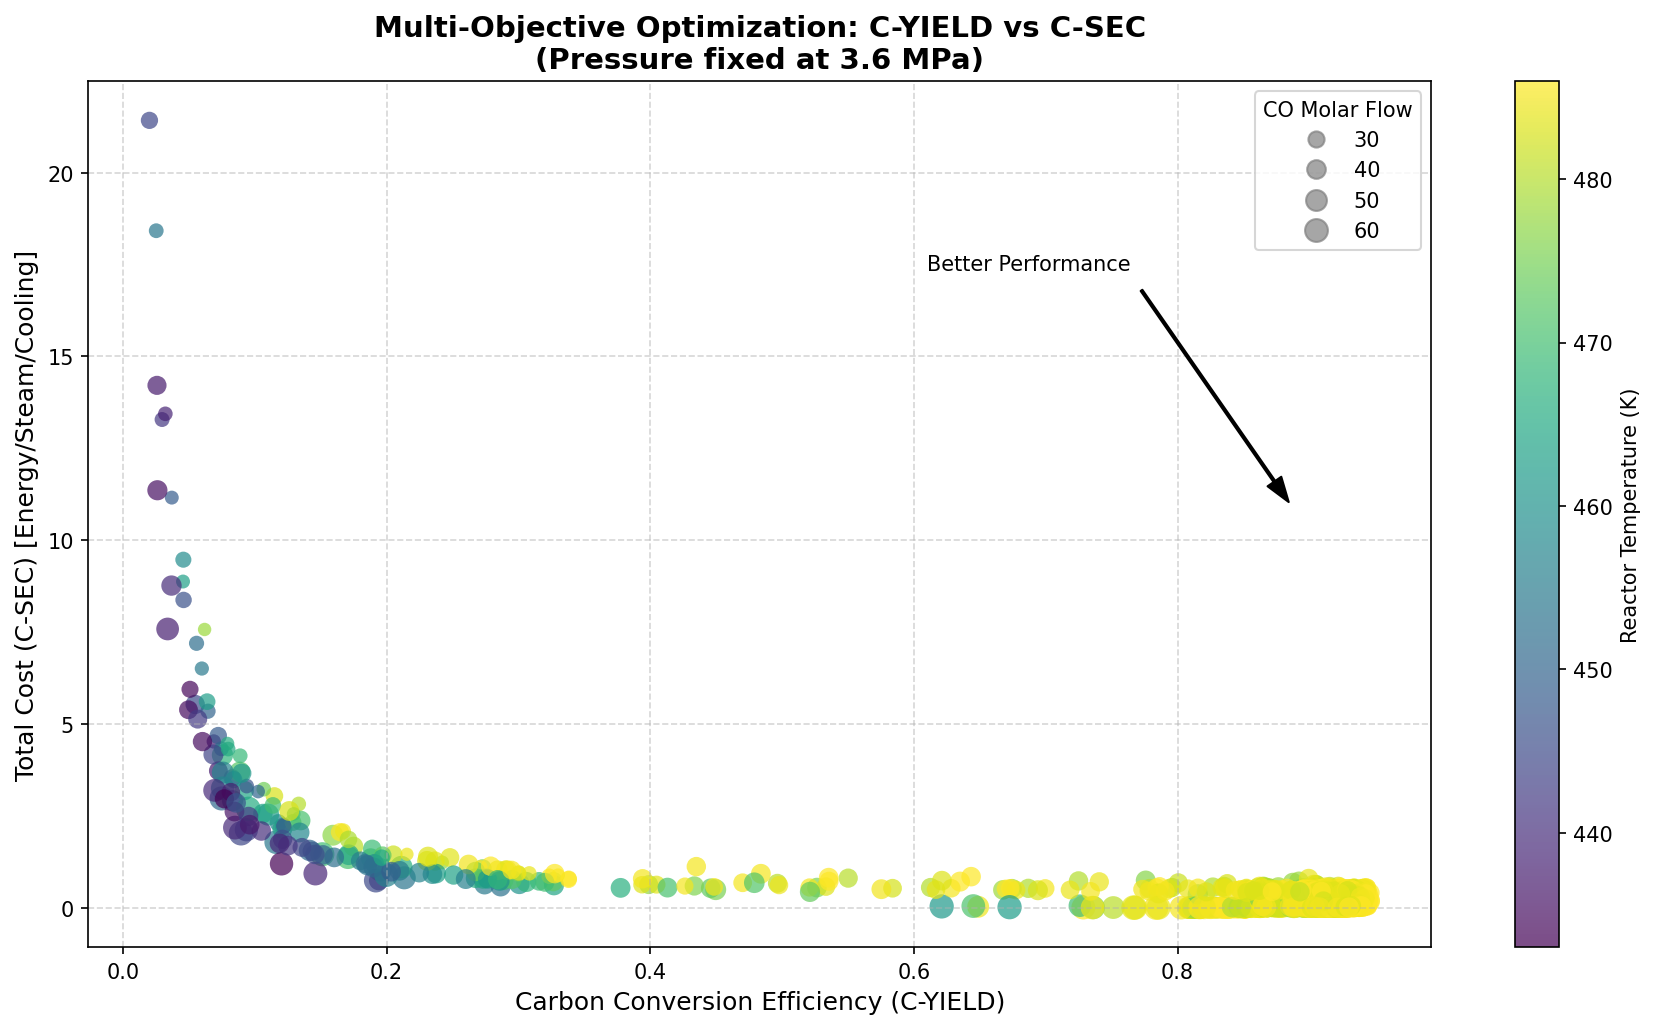 Multi-Objective Optimization: C-YIELD vs C-SEC
(Pressure fixed at 3.6 MPa)
CO Molar Flow
30
40
50
60
Better Performance
Total Cost (C-SEC) [Energy/Steam/Cooling]
20
15
10
5
0
0.0 0.2 0.4 0.6 0.8
Carbon Conversion Efficiency (C-YIELD)
480
470
460
450
440
Reactor Temperature (K)